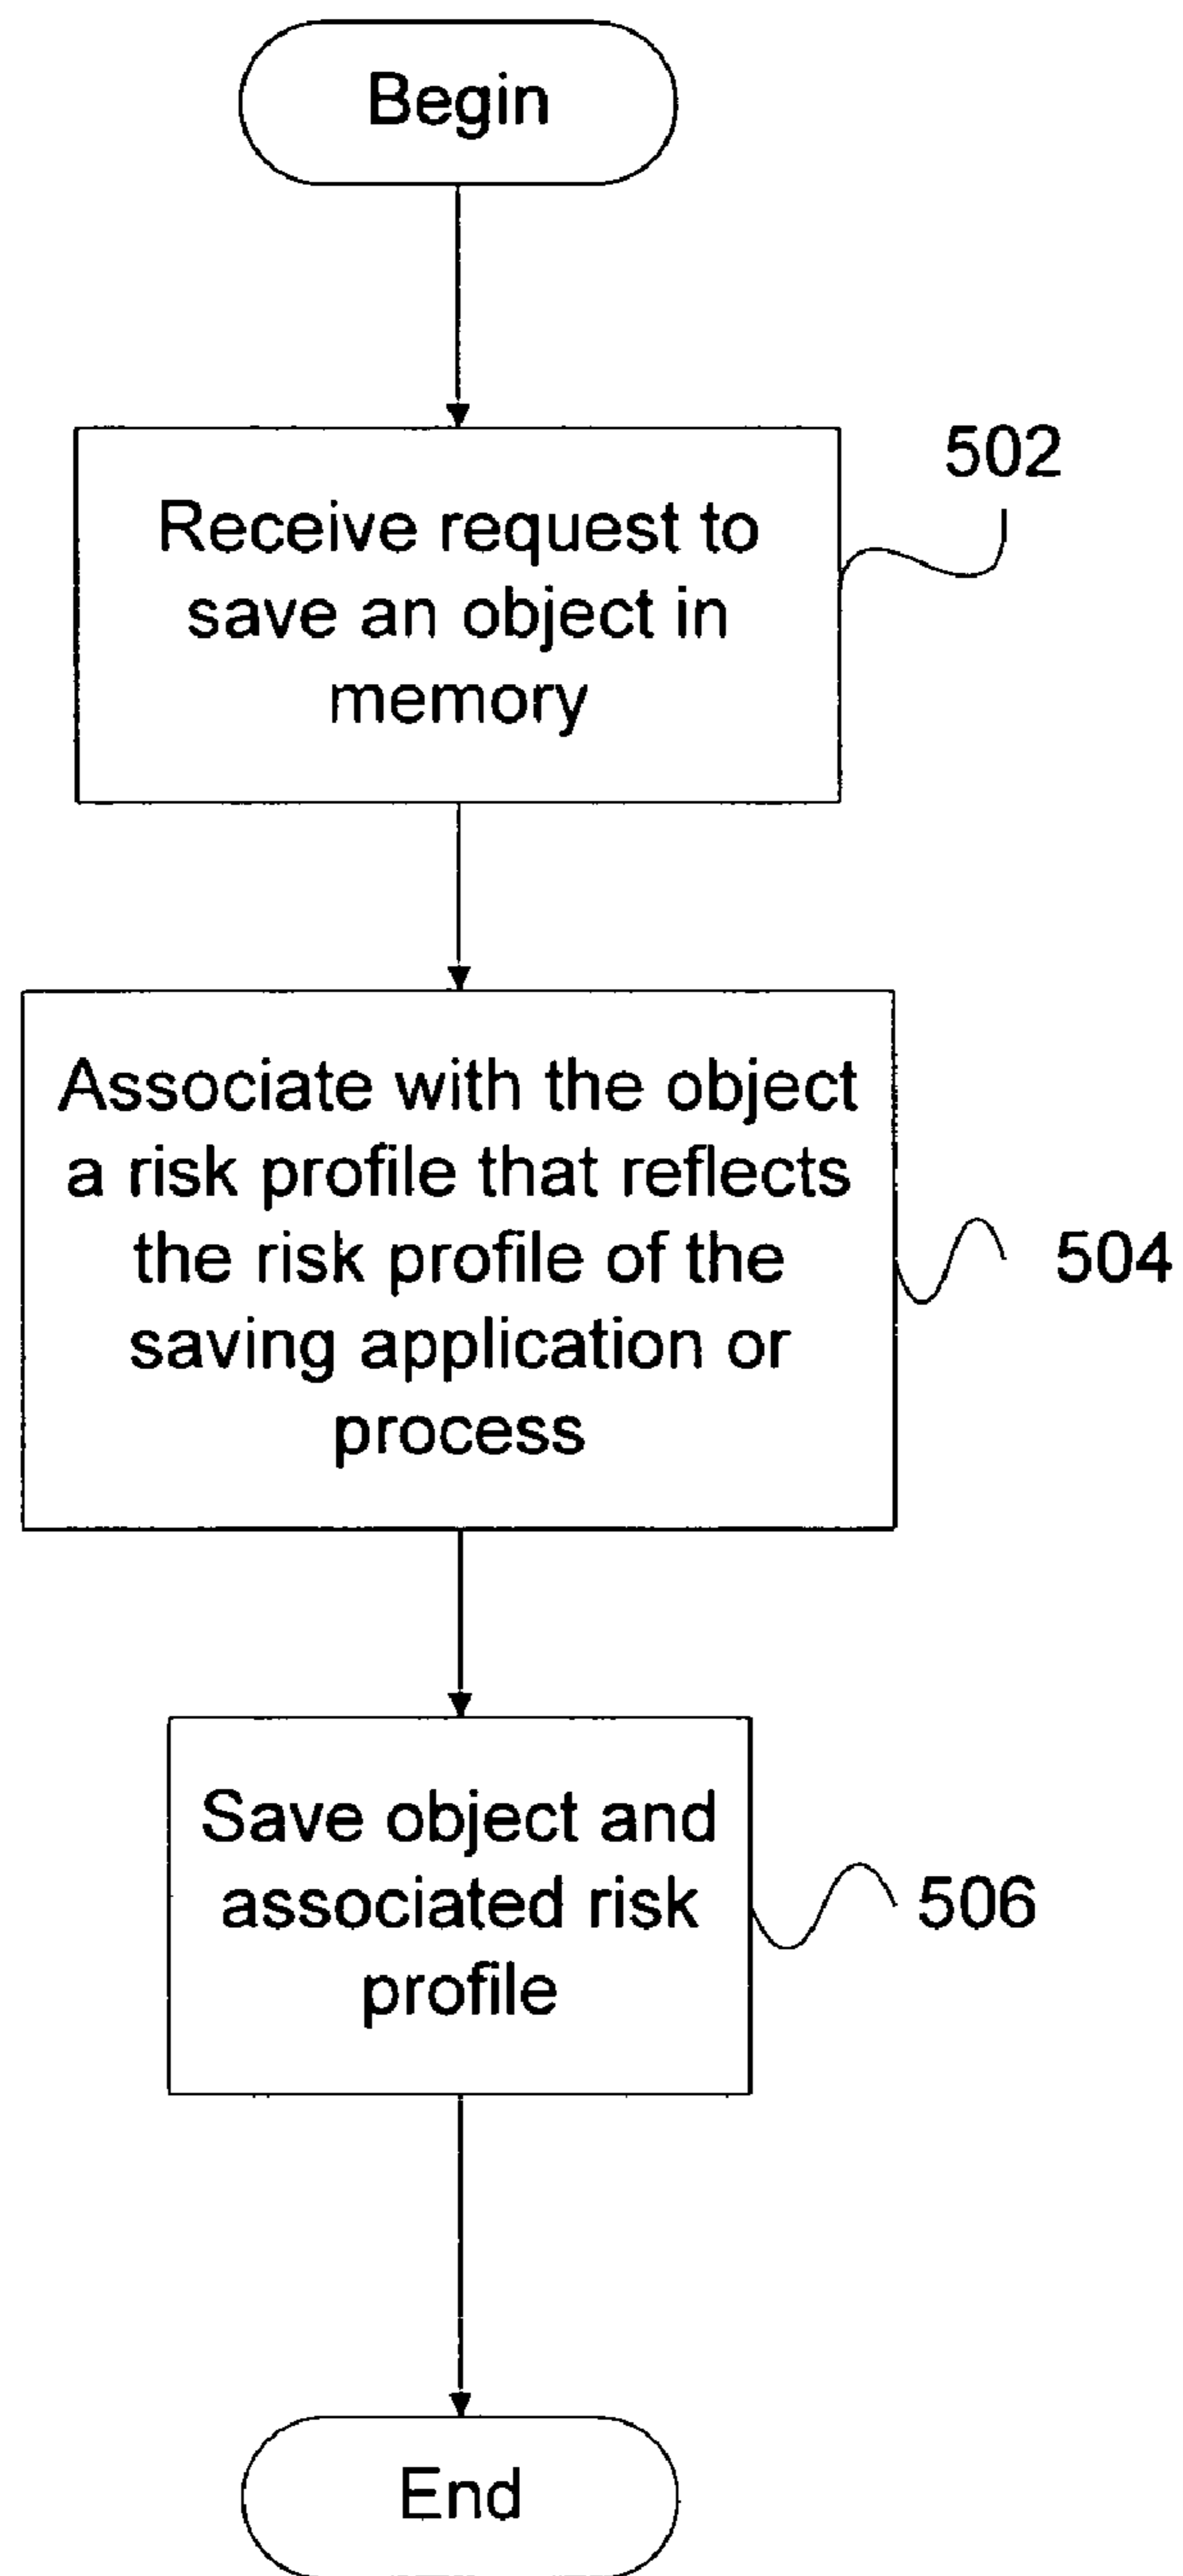 Begin
502
Receive request to
save an object in
memory
Associate with the object
a risk profile that reflects
the risk profile of the
saving application or
process
504
Save object and
associated risk
profile
506
End